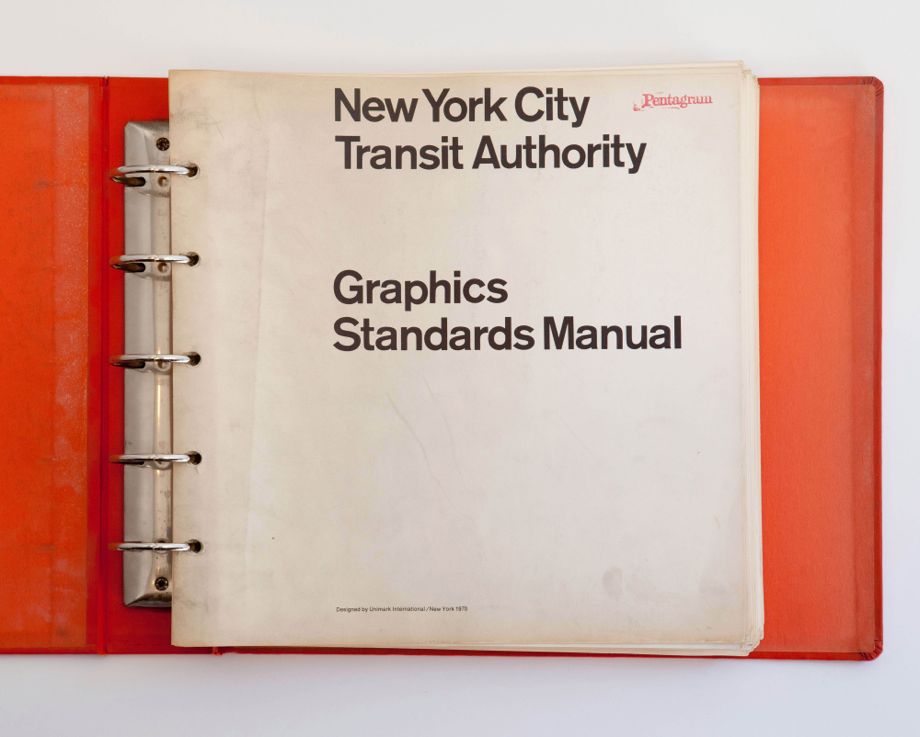 New York City
Pentagram
Transit Authority
Graphics
Standards Manual
Designed by Unimark International/New York 1970